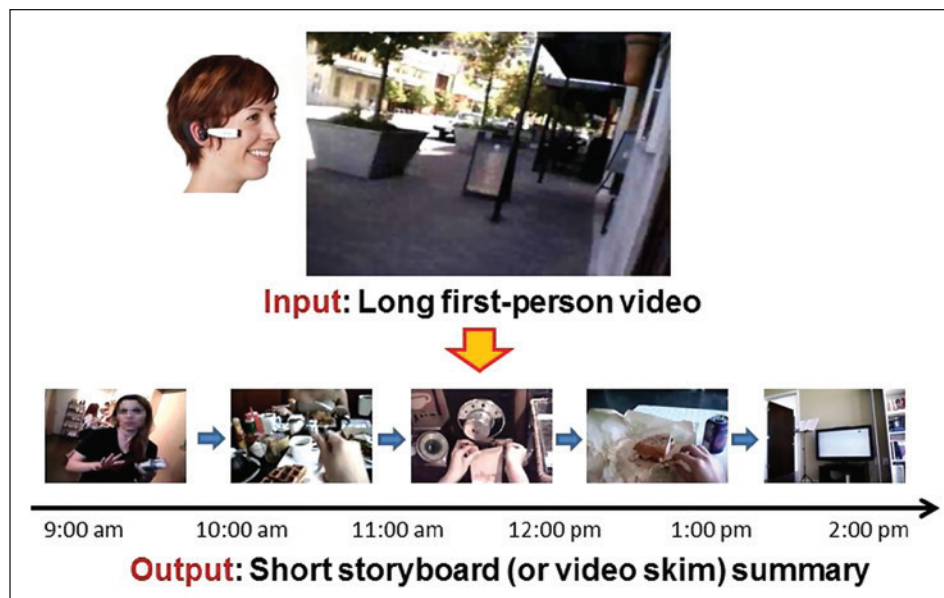 Input: Long first-person video
9:00 am 10:00 am 11:00 am 12:00 pm 1:00 pm 2:00 pm
Output: Short storyboard (or video skim) summary